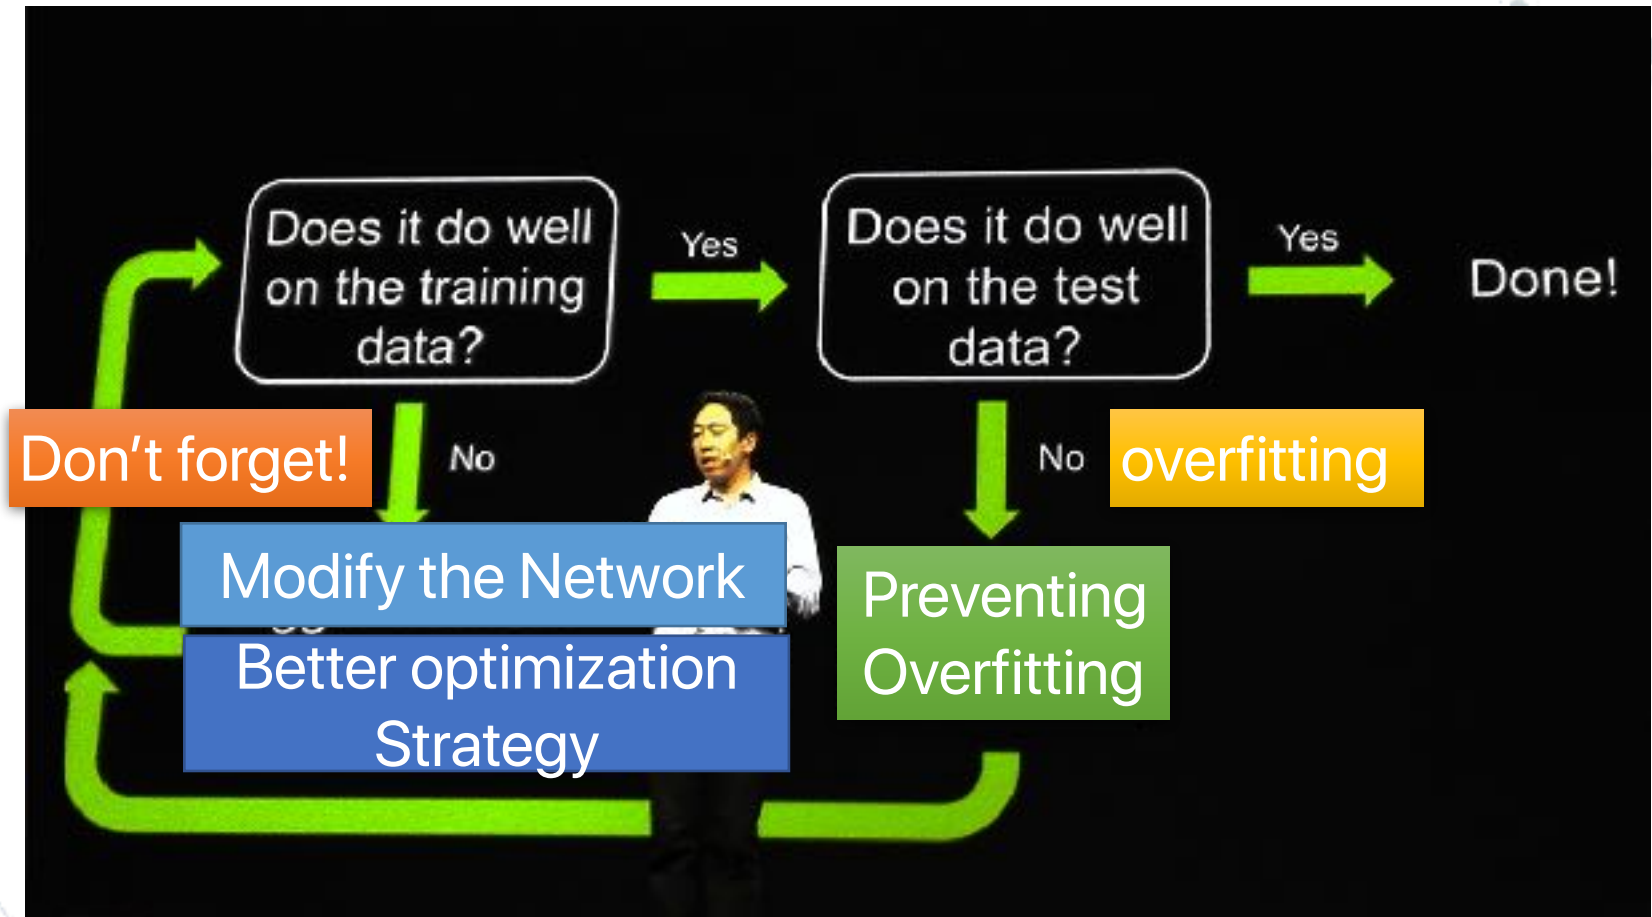 Does it do well
on the training
data?
Yes
Does it do well
on the test
data?
Yes
Done!
Don’t forget!
No
No
overfitting
Modify the Network
Better optimization
Strategy
Preventing
Overfitting